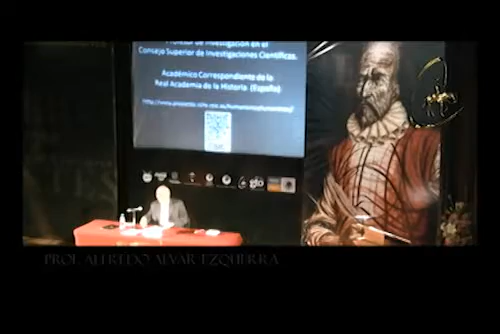 Profesor de Investigación en el
Consejo Superior de Investigaciones Científicas.
Académico Correspondiente de la
Real Academia de la Historia (España)
gto
PROF. ALFREDO ALVAR EZQUERRA